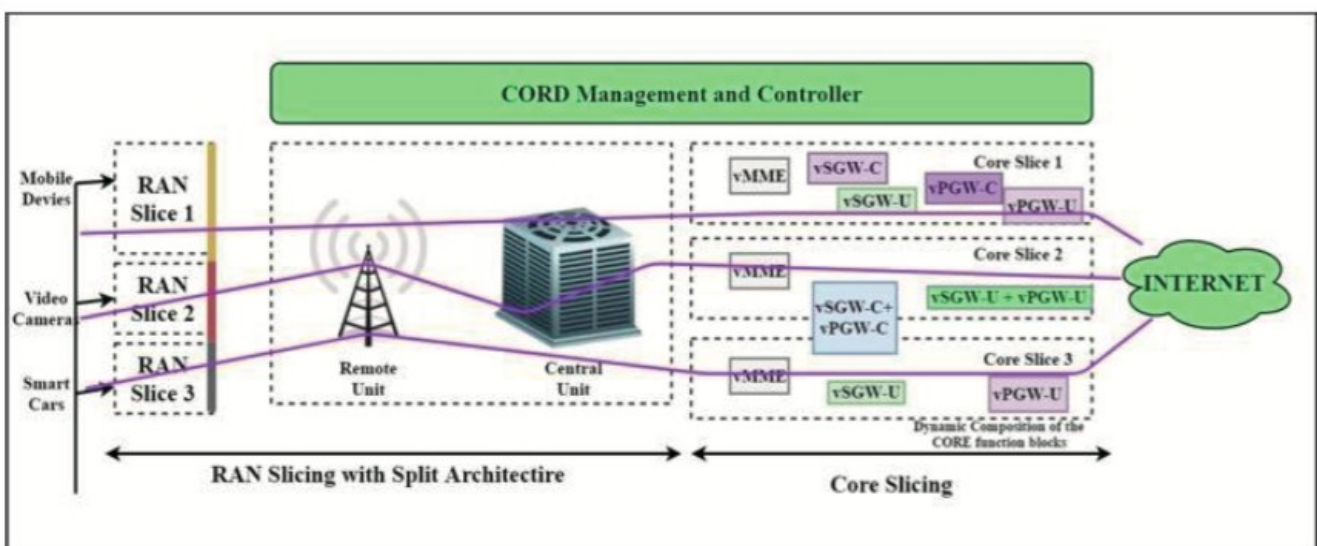 CORD Management and Controller
Mobile
Devies
RAN
Slice 1
Video
Cameras
RAN
Slice 2
Smart
Cars
RAN
Slice 3
Remote
Unit
Central
Unit
Core Slice 1
vMME
vSGW-C
vSGW-U
vPGW-C
vPGW-U
Core Slice 2
vMME
vSGW-U + vPGW-U
vSGW-C+
vPGW-C
Core Slice 3
vMME
vSGW-U
vPGW-U
Dynamic Composition of the
CORE function blocks
INTERNET
RAN Slicing with Split Architectire
Core Slicing